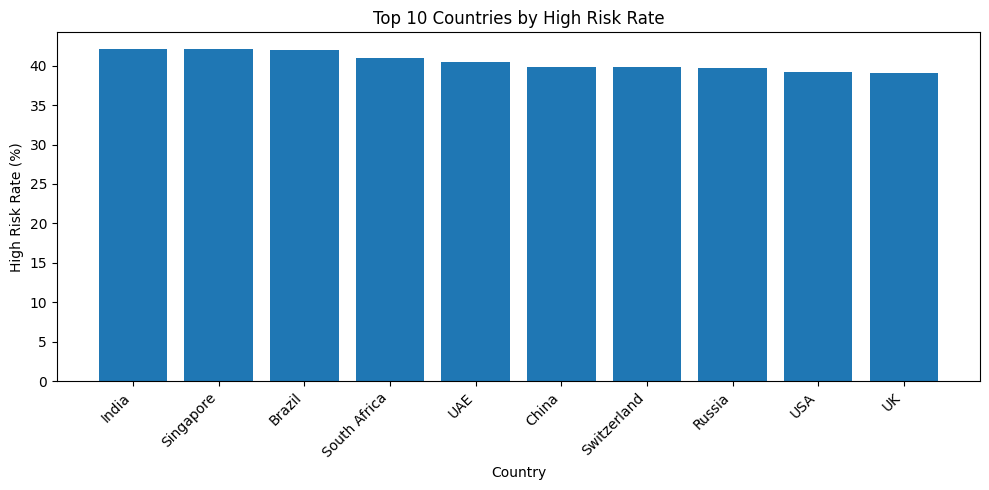 Top 10 Countries by High Risk Rate
High Risk Rate (%)
40
35
30
25
20
15
10
5
0
India
Singapore
Brazil
South Africa
UAE
China
Switzerland
Russia
USA
UK
Country